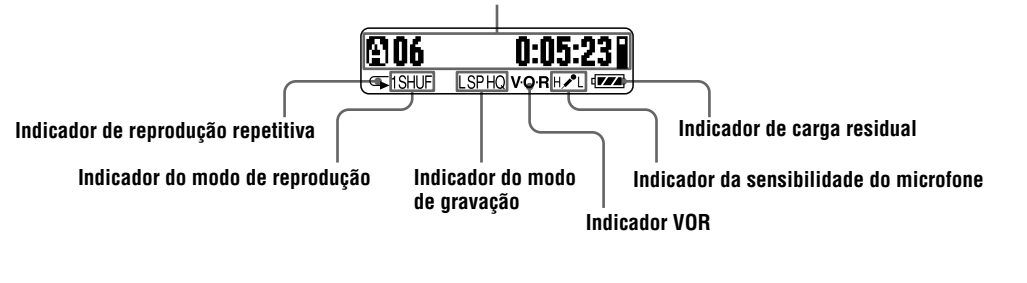 A 06 0:05:23
1SHUF LSPHQ V·O·R H L
Indicador de reprodução repetitiva
Indicador de carga residual
Indicador do modo de reprodução
Indicador do modo
de gravação
Indicador da sensibilidade do microfone
Indicador VOR